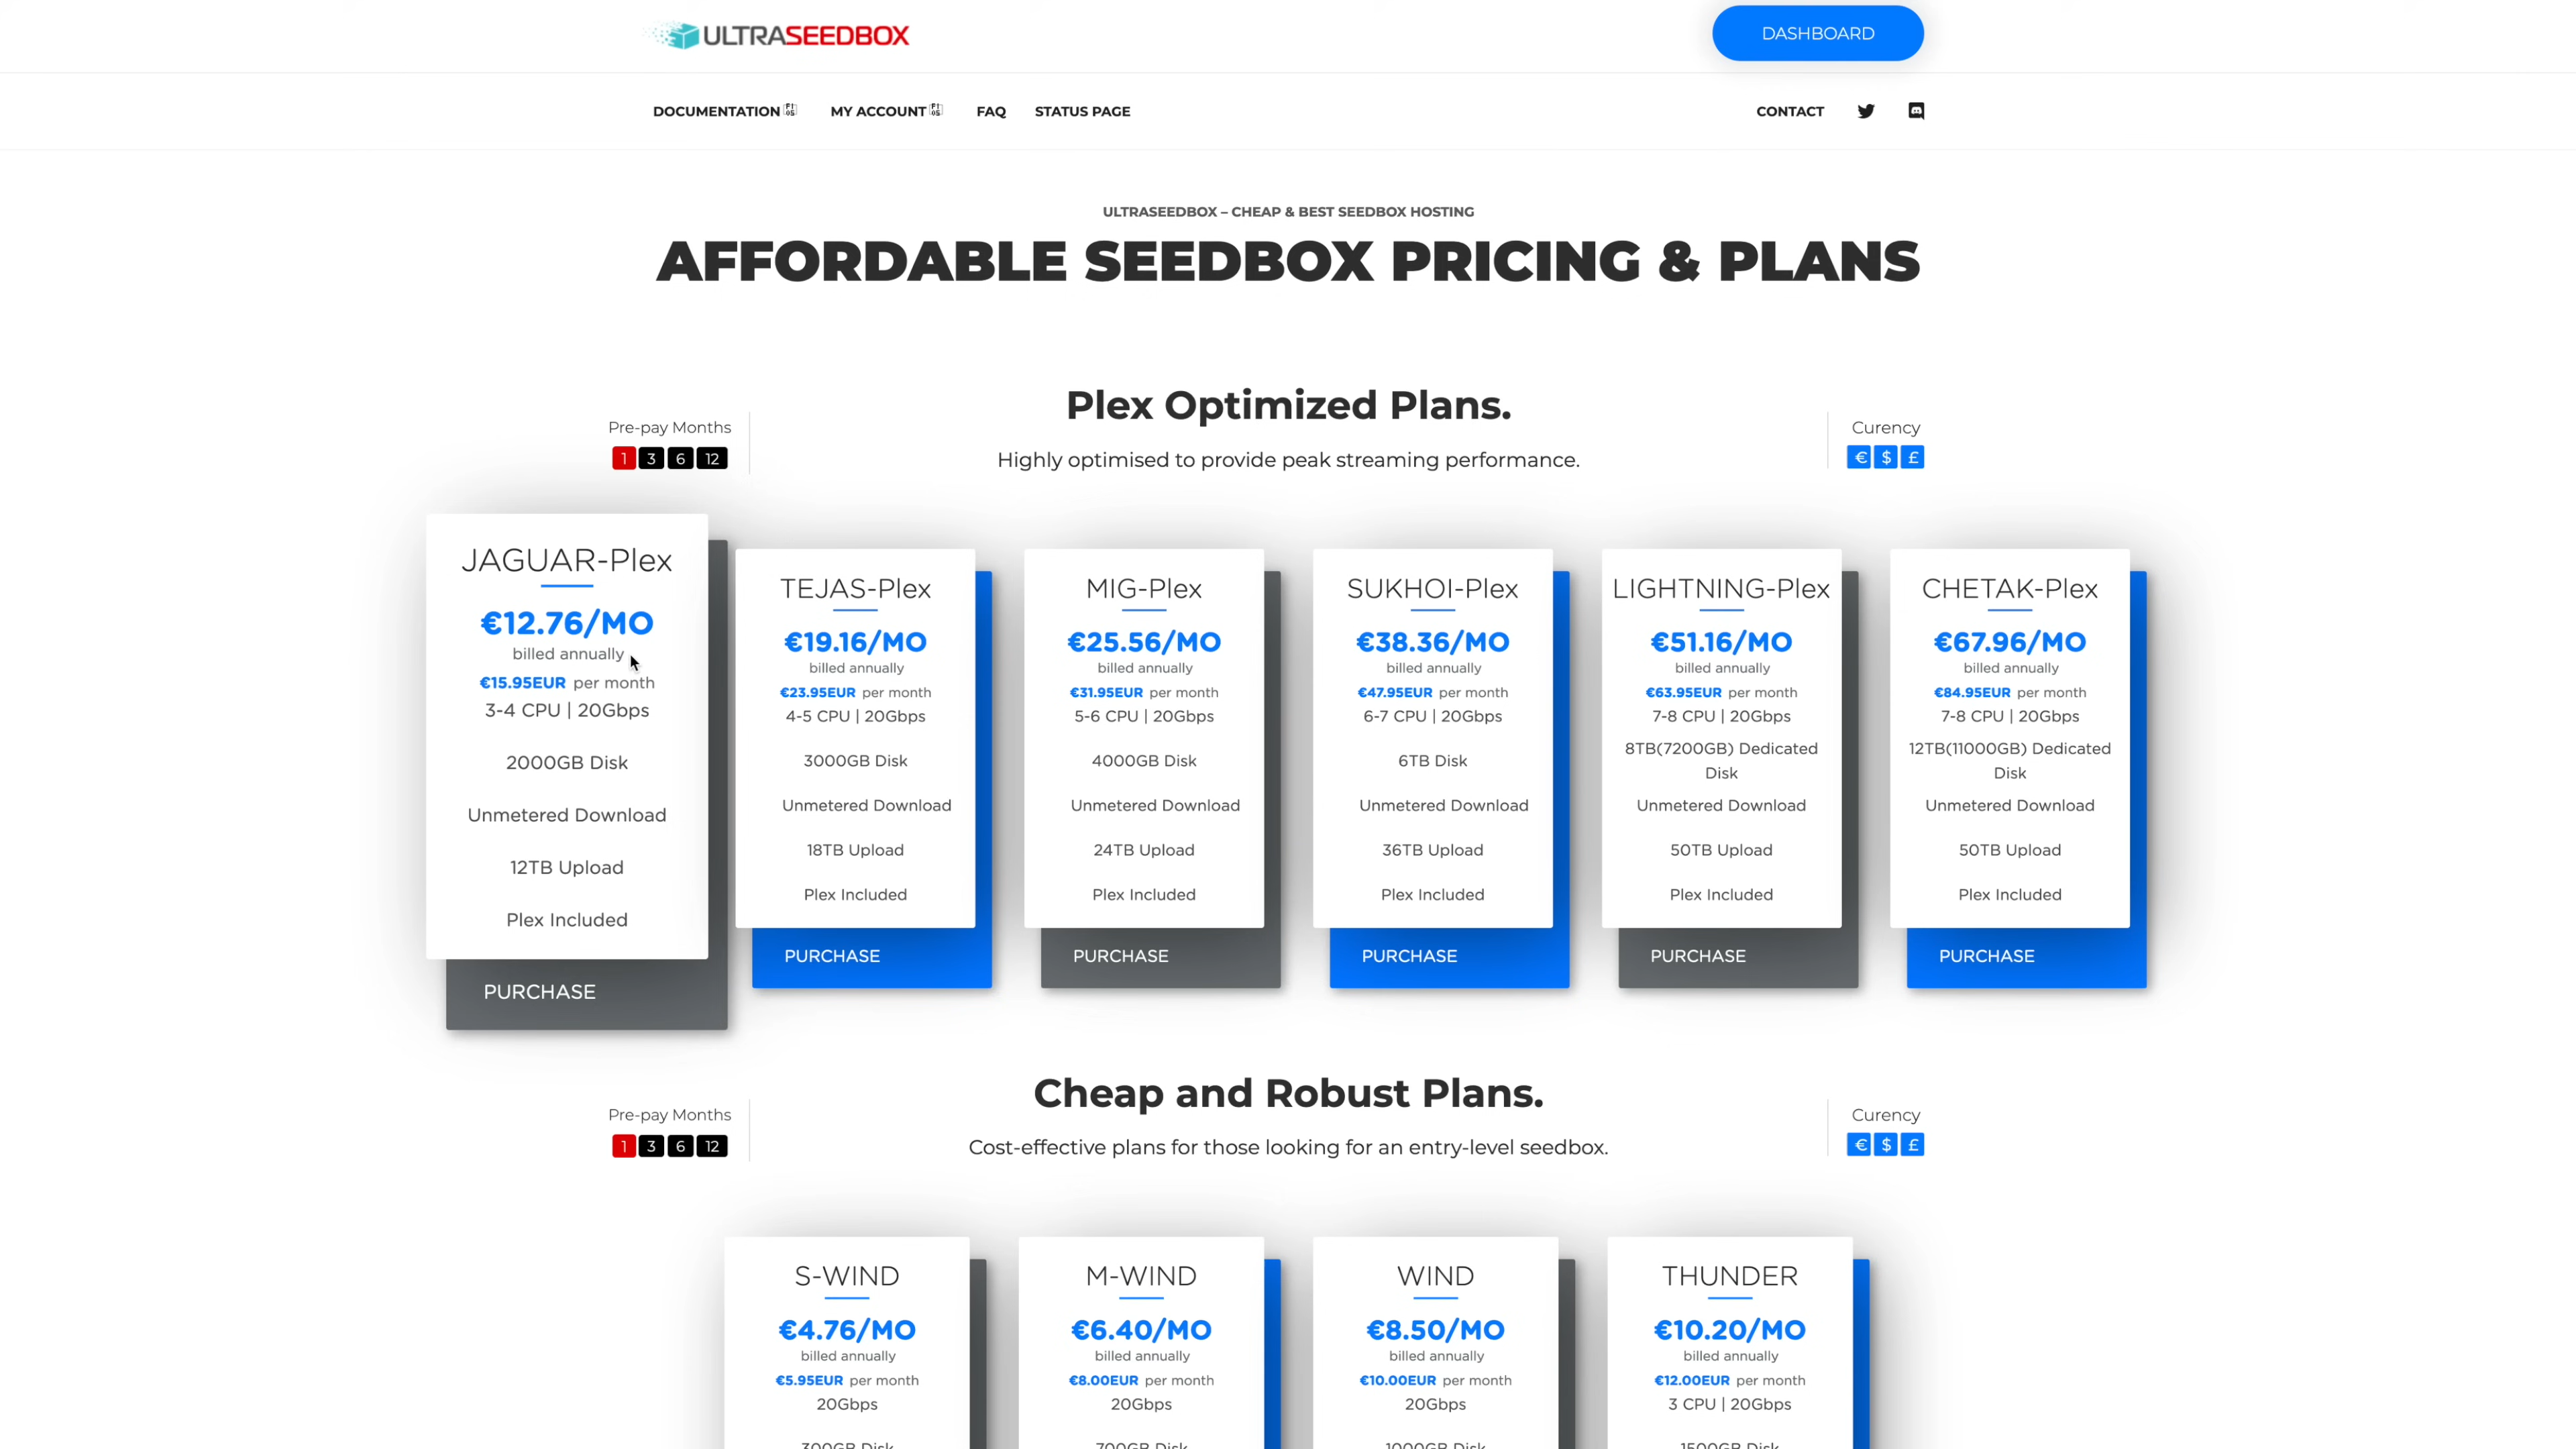 ULTRASEEDBOX
DASHBOARD
DOCUMENTATION
MY ACCOUNT
FAQ
STATUS PAGE
CONTACT
ULTRASEEDBOX – CHEAP & BEST SEEDBOX HOSTING
AFFORDABLE SEEDBOX PRICING & PLANS
Pre-pay Months
1 3 6 12
Plex Optimized Plans.
Highly optimised to provide peak streaming performance.
Curency
€ $ £
JAGUAR-Plex
€12.76/MO
billed annually
€15.95EUR per month
3-4 CPU | 20Gbps
2000GB Disk
Unmetered Download
12TB Upload
Plex Included
PURCHASE
TEJAS-Plex
€19.16/MO
billed annually
€23.95EUR per month
4-5 CPU | 20Gbps
3000GB Disk
Unmetered Download
18TB Upload
Plex Included
PURCHASE
MIG-Plex
€25.56/MO
billed annually
€31.95EUR per month
5-6 CPU | 20Gbps
4000GB Disk
Unmetered Download
24TB Upload
Plex Included
PURCHASE
SUKHOI-Plex
€38.36/MO
billed annually
€47.95EUR per month
6-7 CPU | 20Gbps
6TB Disk
Unmetered Download
36TB Upload
Plex Included
PURCHASE
LIGHTNING-Plex
€51.16/MO
billed annually
€63.95EUR per month
7-8 CPU | 20Gbps
8TB(7200GB) Dedicated
Disk
Unmetered Download
50TB Upload
Plex Included
PURCHASE
CHETAK-Plex
€67.96/MO
billed annually
€84.95EUR per month
7-8 CPU | 20Gbps
12TB(11000GB) Dedicated
Disk
Unmetered Download
50TB Upload
Plex Included
PURCHASE
Pre-pay Months
1 3 6 12
Cheap and Robust Plans.
Cost-effective plans for those looking for an entry-level seedbox.
Curency
€ $ £
S-WIND
€4.76/MO
billed annually
€5.95EUR per month
20Gbps
300GB Disk
M-WIND
€6.40/MO
billed annually
€8.00EUR per month
20Gbps
700GB Disk
WIND
€8.50/MO
billed annually
€10.00EUR per month
20Gbps
1000GB Disk
THUNDER
€10.20/MO
billed annually
€12.00EUR per month
3 CPU | 20Gbps
1500GB Disk